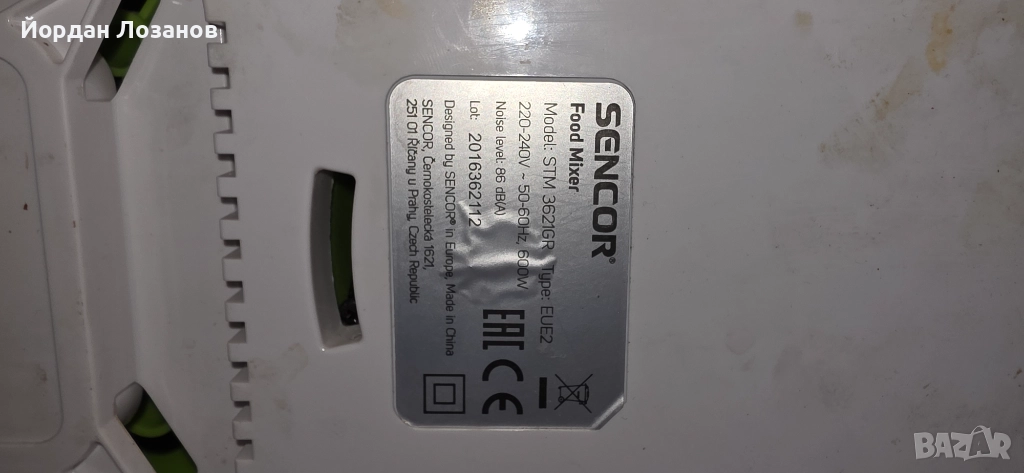 Йордан Лозанов
SENCOR®
Food Mixer
Model: STM 3621GR Type: EUE2
220-240V ~ 50-60Hz, 600W
Noise level: 86 dB(A)
Lot: 2016362112
Designed by SENCOR® in Europe, Made in China
SENCOR, Černokostelecká 1621,
251 01 Říčany u Prahy, Czech Republic
EAC CE
BAZAR.bg